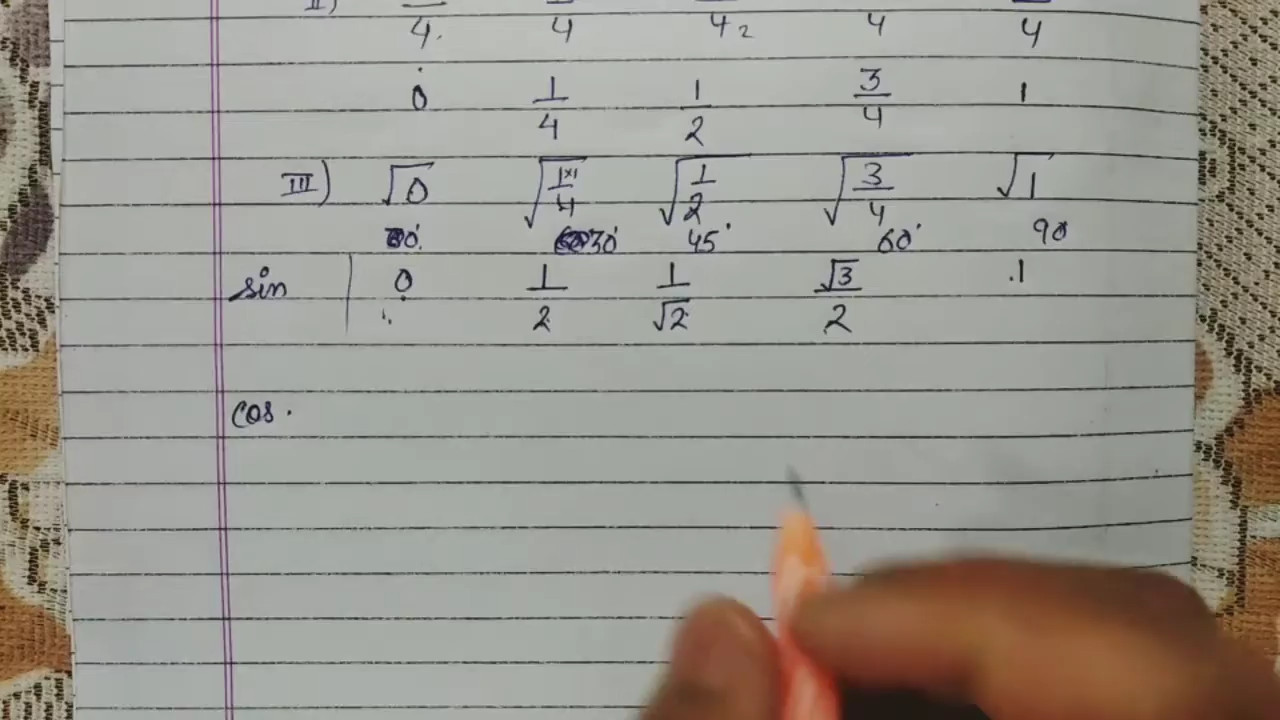 II)
4. 4 4 2 4 4
0 1/4 1/2 3/4 1
III) √0 √(1×1/4) √(1/2) √(3/4) √1
0° 30° 45° 60° 90
sin | 0 1/2 1/√2 √3/2 1
cos.